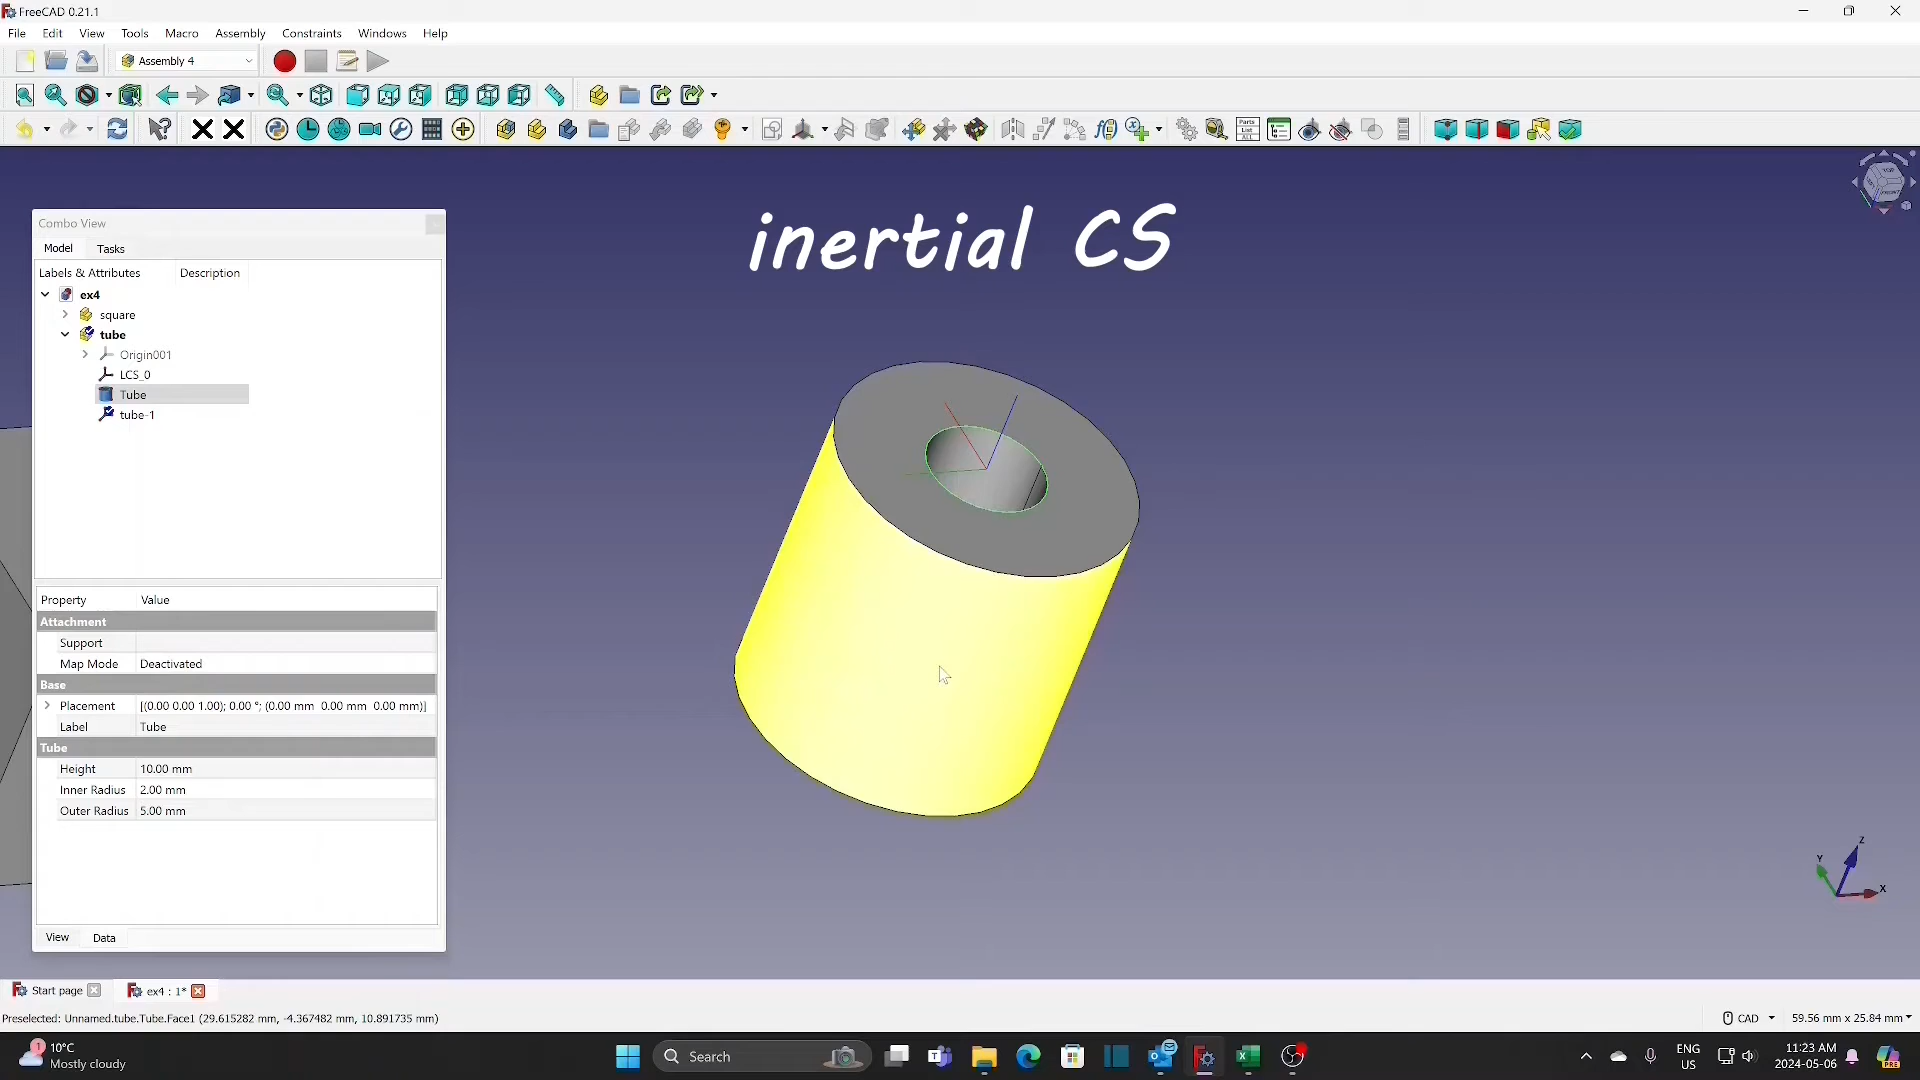 FreeCAD 0.21.1
File Edit View Tools Macro Assembly Constraints Windows Help
Assembly 4
Parts List ALL
inertial CS
Combo View
Model Tasks
Labels & Attributes Description
ex4
square
tube
Origin001
LCS_0
Tube
tube-1
Property Value
Attachment
Support
Map Mode Deactivated
Base
Placement [(0.00 0.00 1.00); 0.00 °; (0.00 mm 0.00 mm 0.00 mm)]
Label Tube
Tube
Height 10.00 mm
Inner Radius 2.00 mm
Outer Radius 5.00 mm
View Data
Z
Y
X
Start page ex4 : 1*
Preselected: Unnamed.tube.Tube.Face1 (29.615282 mm, -4.367482 mm, 10.891735 mm)
CAD 59.56 mm x 25.84 mm
1
10°C
Mostly cloudy
Search
ENG
US
11:23 AM
2024-05-06